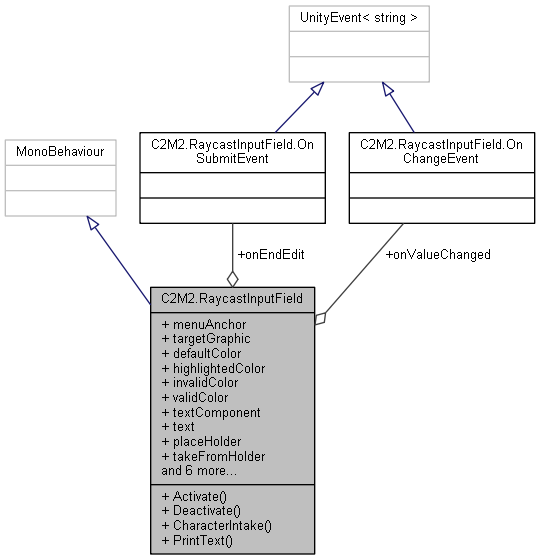 UnityEvent< string >
MonoBehaviour
C2M2.RaycastInputField.On
SubmitEvent
C2M2.RaycastInputField.On
ChangeEvent
+onEndEdit
+onValueChanged
C2M2.RaycastInputField
+ menuAnchor
+ targetGraphic
+ defaultColor
+ highlightedColor
+ invalidColor
+ validColor
+ textComponent
+ text
+ placeHolder
+ takeFromHolder
and 6 more...
+ Activate()
+ Deactivate()
+ CharacterIntake()
+ PrintText()